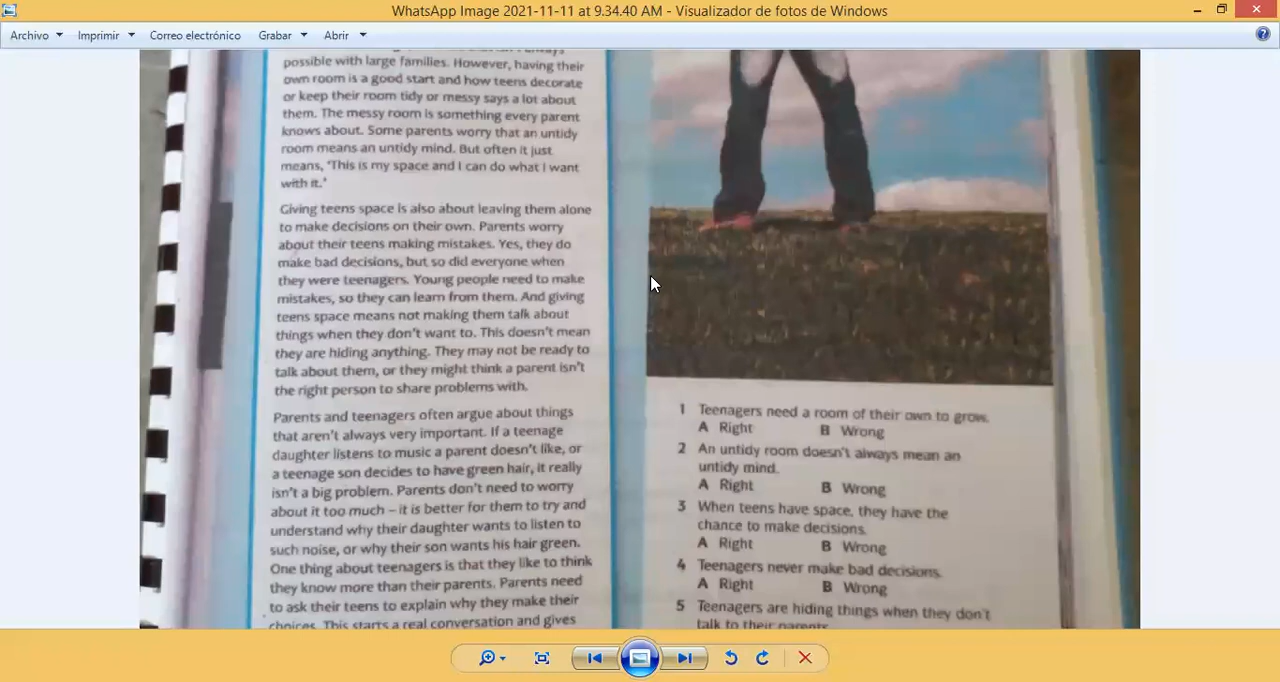 WhatsApp Image 2021-11-11 at 9.34.40 AM - Visualizador de fotos de Windows
Archivo Imprimir Correo electrónico Grabar Abrir
possible with large families. However, having their
own room is a good start and how teens decorate
or keep their room tidy or messy says a lot about
them. The messy room is something every parent
knows about. Some parents worry that an untidy
room means an untidy mind. But often it just
means, 'This is my space and I can do what I want
with it.'
Giving teens space is also about leaving them alone
to make decisions on their own. Parents worry
about their teens making mistakes. Yes, they do
make bad decisions, but so did everyone when
they were teenagers. Young people need to make
mistakes, so they can learn from them. And giving
teens space means not making them talk about
things when they don't want to. This doesn't mean
they are hiding anything. They may not be ready to
talk about them, or they might think a parent isn't
the right person to share problems with.
Parents and teenagers often argue about things
that aren't always very important. If a teenage
daughter listens to music a parent doesn't like, or
a teenage son decides to have green hair, it really
isn't a big problem. Parents don't need to worry
about it too much – it is better for them to try and
understand why their daughter wants to listen to
such noise, or why their son wants his hair green.
One thing about teenagers is that they like to think
they know more than their parents. Parents need
to ask their teens to explain why they make their
choices. This starts a real conversation and gives
1 Teenagers need a room of their own to grow.
A Right B Wrong
2 An untidy room doesn't always mean an
untidy mind.
A Right B Wrong
3 When teens have space, they have the
chance to make decisions.
A Right B Wrong
4 Teenagers never make bad decisions.
A Right B Wrong
5 Teenagers are hiding things when they don't
talk to their parents